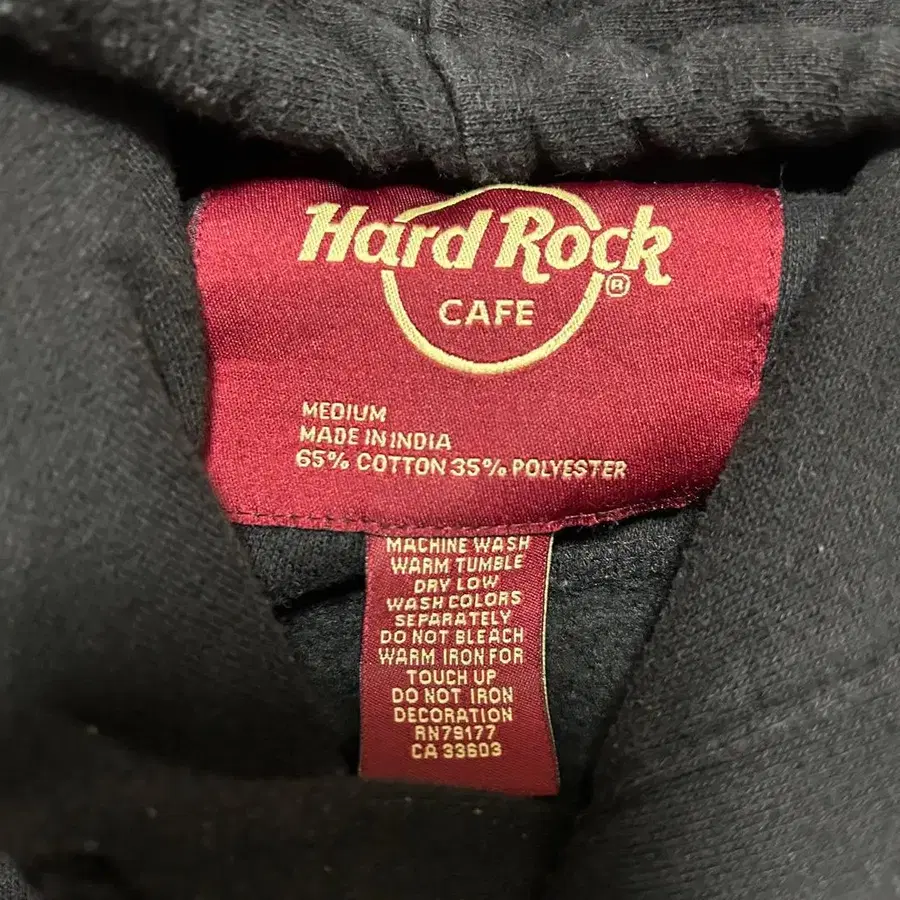 Hard Rock
®
CAFE
MEDIUM
MADE IN INDIA
65% COTTON 35% POLYESTER
MACHINE WASH
WARM TUMBLE
DRY LOW
WASH COLORS
SEPARATELY
DO NOT BLEACH
WARM IRON FOR
TOUCH UP
DO NOT IRON
DECORATION
RN79177
CA 33603